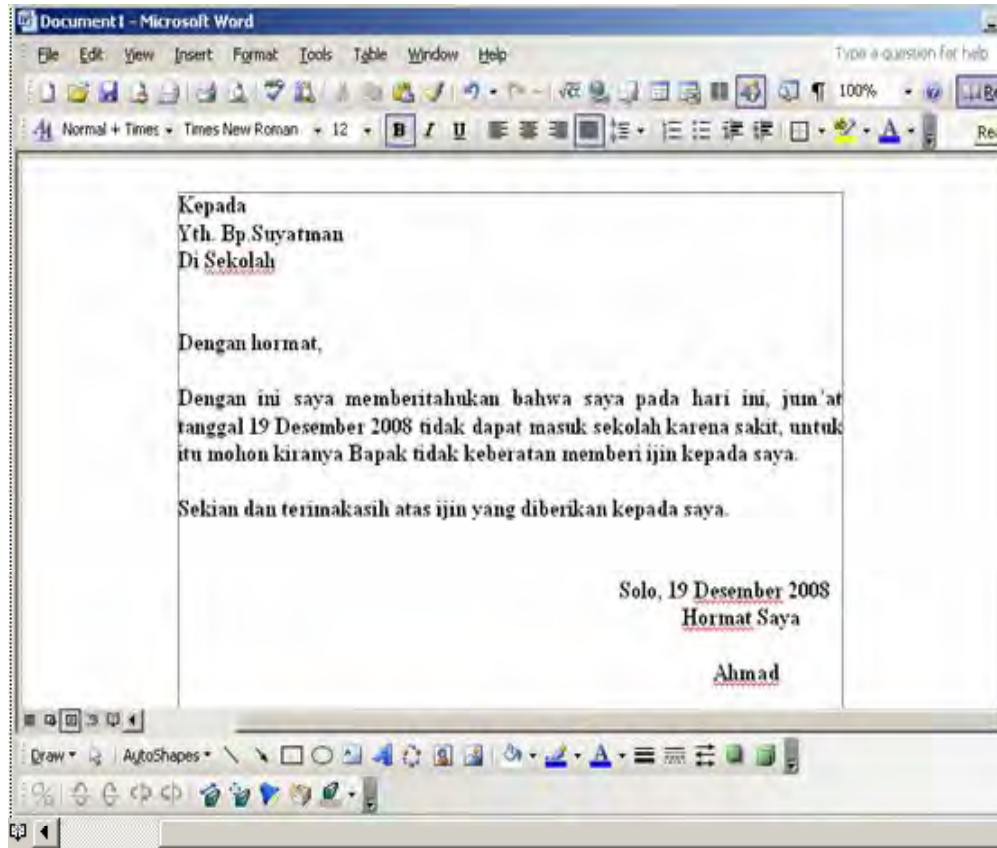 Document1 - Microsoft Word
File Edit View Insert Format Tools Table Window Help
Type a question for help
100%
Normal + Times Times New Roman 12 B I U A
Kepada
Yth. Bp.Suyatman
Di Sekolah
Dengan hormat,
Dengan ini saya memberitahukan bahwa saya pada hari ini, jum'at
tanggal 19 Desember 2008 tidak dapat masuk sekolah karena sakit, untuk
itu mohon kiranya Bapak tidak keberatan memberi ijin kepada saya.
Sekian dan terimakasih atas ijin yang diberikan kepada saya.
Solo, 19 Desember 2008
Hormat Saya
Ahmad
Draw AutoShapes A